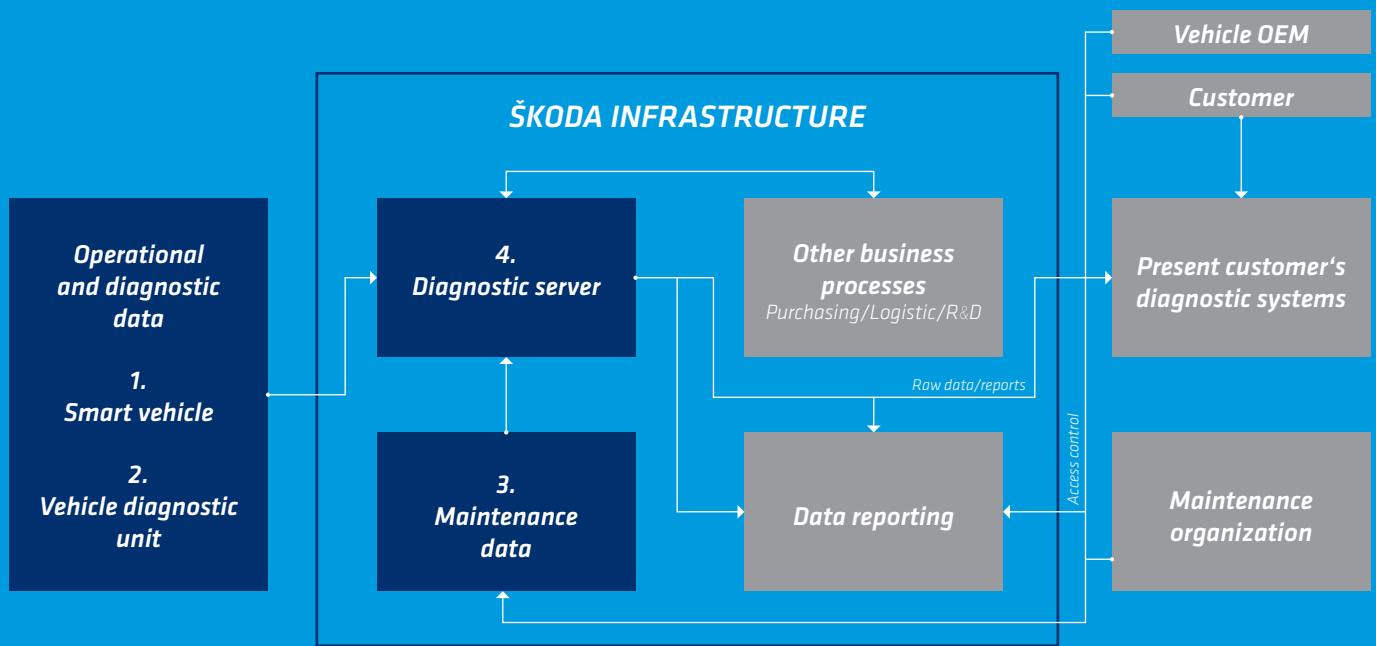 Vehicle OEM
Customer
ŠKODA INFRASTRUCTURE
Operational
and diagnostic
data
1.
Smart vehicle
2.
Vehicle diagnostic
unit
4.
Diagnostic server
Other business
processes
Purchasing/Logistic/R&D
Present customer‘s
diagnostic systems
Raw data/reports
Access control
3.
Maintenance
data
Data reporting
Maintenance
organization